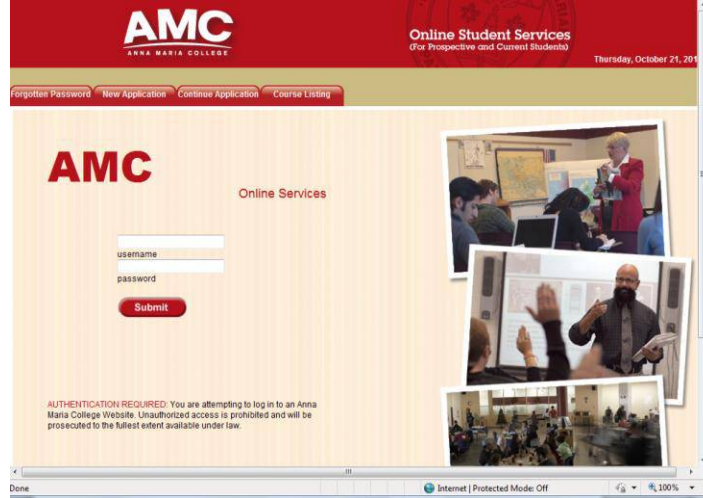 AMC
ANNA MARIA COLLEGE
Online Student Services
(For Prospective and Current Students)
Thursday, October 21, 201
Forgotten Password New Application Continue Application Course Listing
AMC
Online Services
username
password
Submit
AUTHENTICATION REQUIRED: You are attempting to log in to an Anna
Maria College Website. Unauthorized access is prohibited and will be
prosecuted to the fullest extent available under law.
Done
Internet | Protected Mode: Off
100%